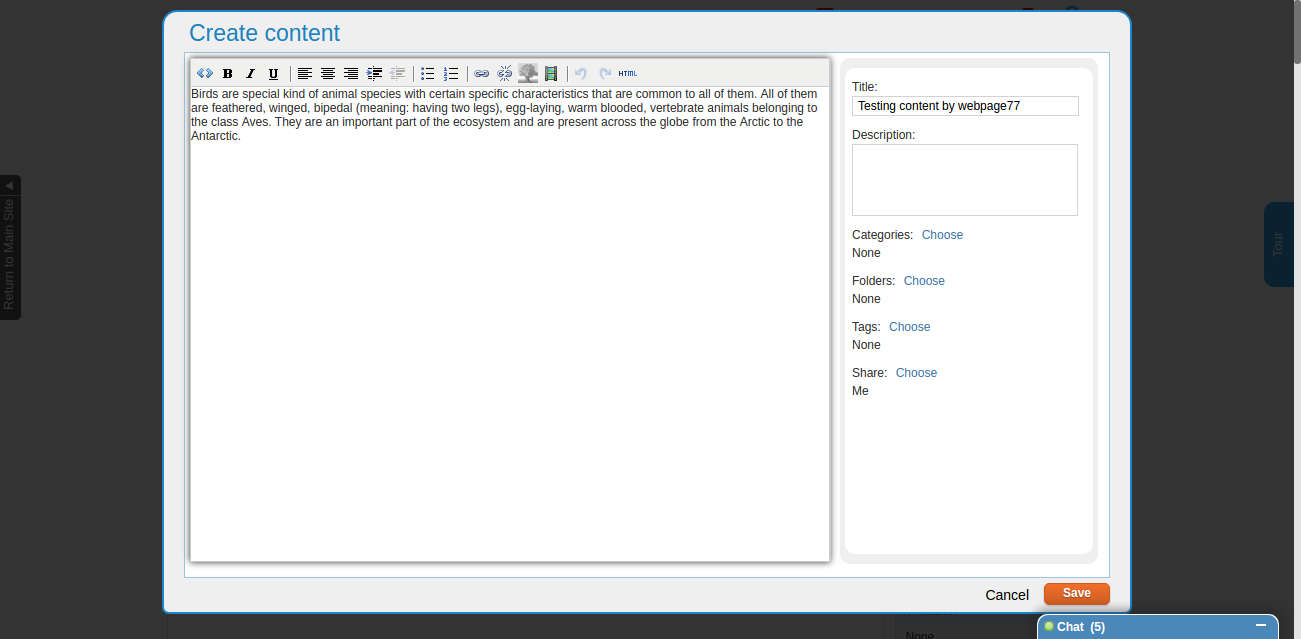 Create content
B I U HTML
Birds are special kind of animal species with certain specific characteristics that are common to all of them. All of them
are feathered, winged, bipedal (meaning: having two legs), egg-laying, warm blooded, vertebrate animals belonging to
the class Aves. They are an important part of the ecosystem and are present across the globe from the Arctic to the
Antarctic.
Title:
Testing content by webpage77
Description:
Categories: Choose
None
Folders: Choose
None
Tags: Choose
None
Share: Choose
Me
Cancel
Save
Return to Main Site
Tour
None
Chat (5)